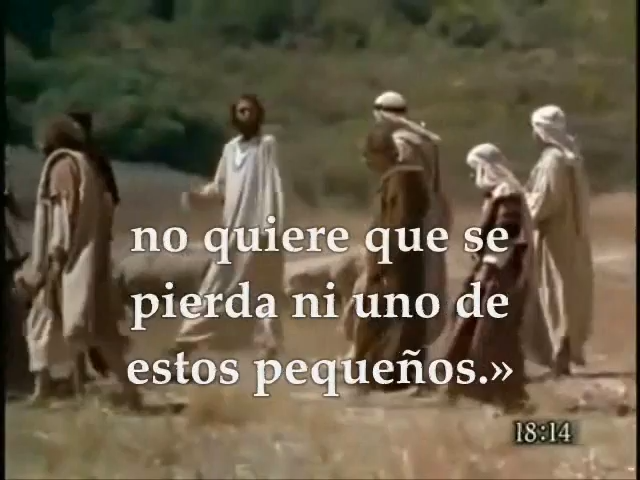 no quiere que se
pierda ni uno de
estos pequeños.»
18:14